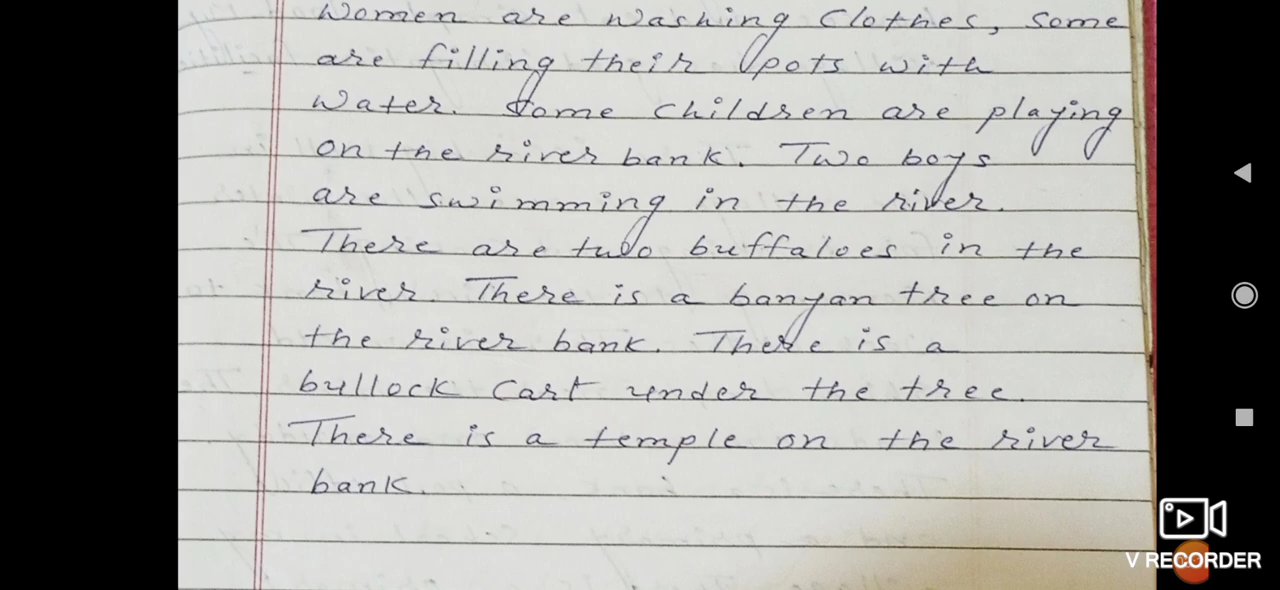 Women are washing clothes, some
are filling their pots with
water. Some children are playing
on the river bank. Two boys
are swimming in the river.
There are two buffaloes in the
river. There is a banyan tree on
the river bank. There is a
bullock cart under the tree.
There is a temple on the river
bank.
V RECORDER